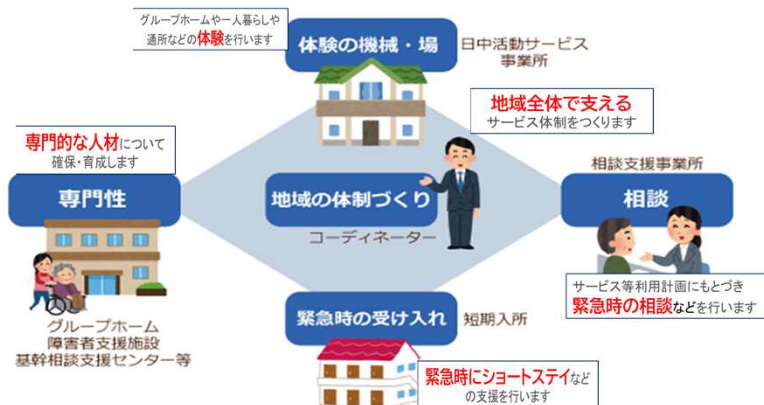 グループホームや一人暮らしや
通所などの体験を行います
体験の機械・場
日中活動サービス
事業所
地域全体で支える
サービス体制をつくります
専門的な人材について
確保・育成します
専門性
地域の体制づくり
コーディネーター
相談支援事業所
相談
サービス等利用計画にもとづき
緊急時の相談などを行います
グループホーム
障害者支援施設
基幹相談支援センター等
緊急時の受け入れ
短期入所
緊急時にショートステイなど
の支援を行います